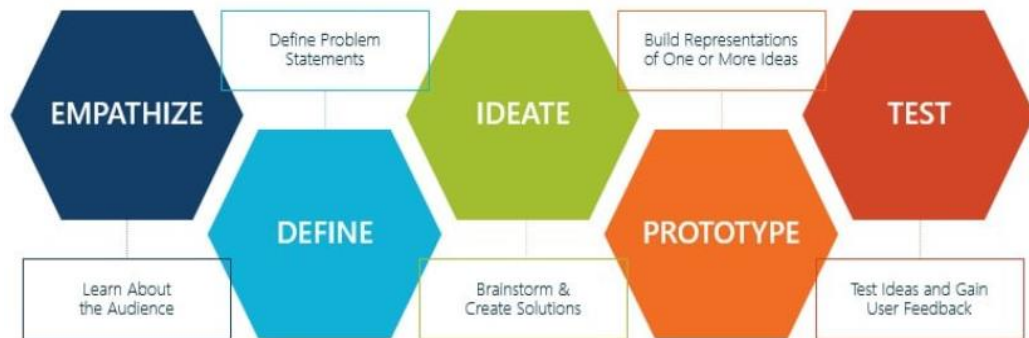 EMPATHIZE
Learn About
the Audience
Define Problem
Statements
DEFINE
IDEATE
Brainstorm &
Create Solutions
Build Representations
of One or More Ideas
PROTOTYPE
TEST
Test Ideas and Gain
User Feedback